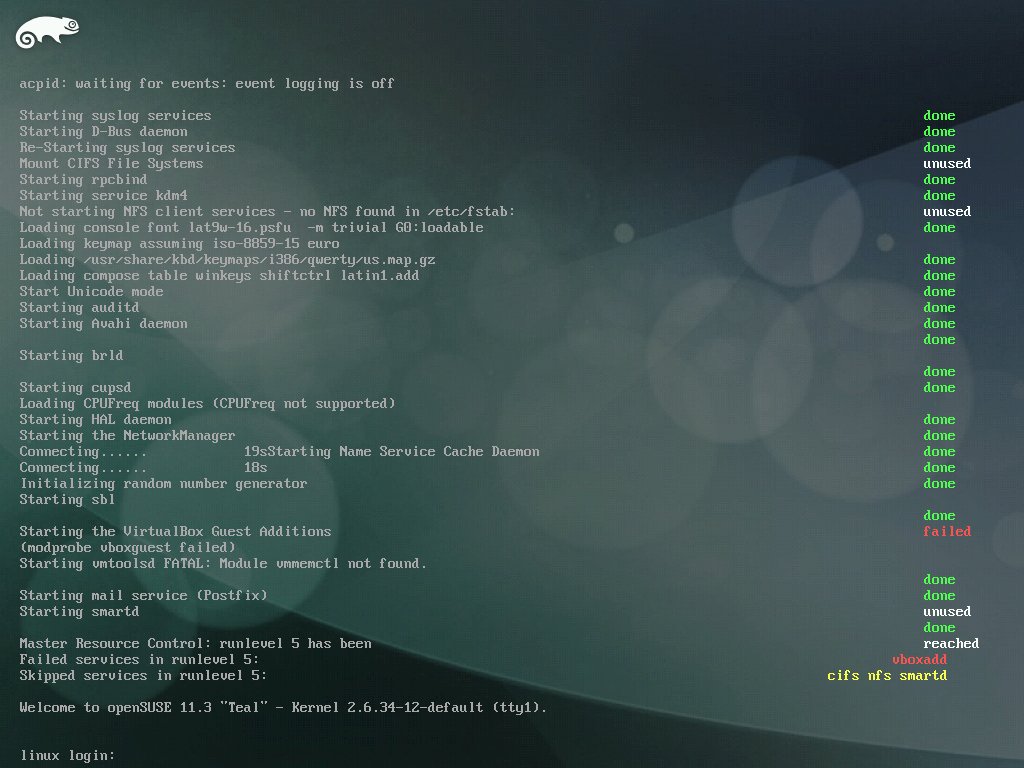 acpid: waiting for events: event logging is off
Starting syslog services done
Starting D-Bus daemon done
Re-Starting syslog services done
Mount CIFS File Systems unused
Starting rpcbind done
Starting service kdm4 done
Not starting NFS client services - no NFS found in /etc/fstab: unused
Loading console font lat9w-16.psfu  -m trivial G0:loadable done
Loading keymap assuming iso-8859-15 euro
Loading /usr/share/kbd/keymaps/i386/qwerty/us.map.gz done
Loading compose table winkeys shiftctrl latin1.add done
Start Unicode mode done
Starting auditd done
Starting Avahi daemon done
done
Starting brld
done
Starting cupsd done
Loading CPUFreq modules (CPUFreq not supported)
Starting HAL daemon done
Starting the NetworkManager done
Connecting...... 19sStarting Name Service Cache Daemon done
Connecting...... 18s done
Initializing random number generator done
Starting sbl
done
Starting the VirtualBox Guest Additions failed
(modprobe vboxguest failed)
Starting vmtoolsd FATAL: Module vmmemctl not found.
done
Starting mail service (Postfix) done
Starting smartd unused
done
Master Resource Control: runlevel 5 has been reached
Failed services in runlevel 5: vboxadd
Skipped services in runlevel 5: cifs nfs smartd
Welcome to openSUSE 11.3 "Teal" - Kernel 2.6.34-12-default (tty1).
linux login: